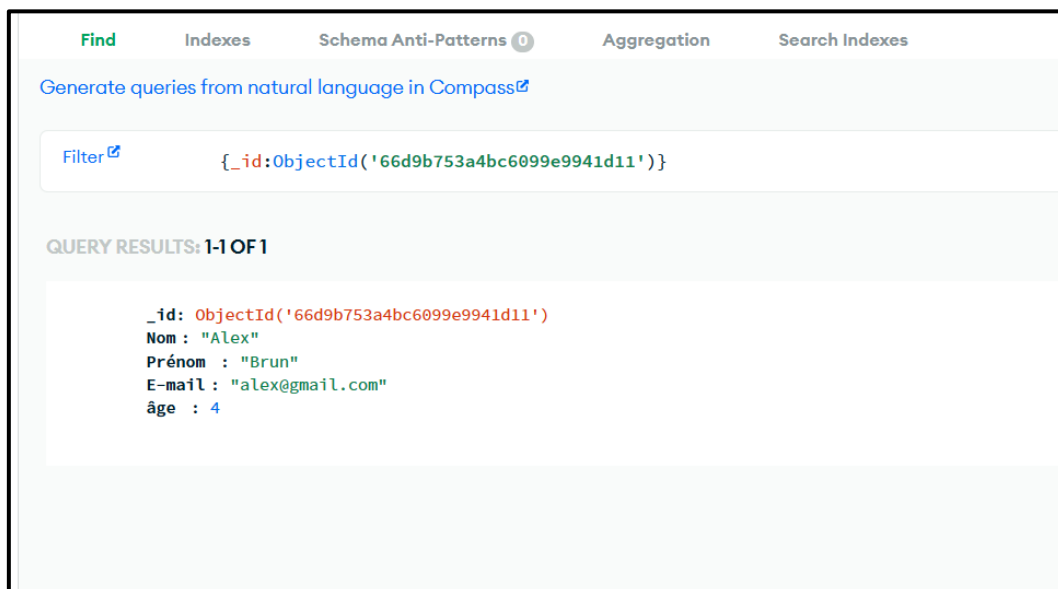 Find Indexes Schema Anti-Patterns 0 Aggregation Search Indexes
Generate queries from natural language in Compass
Filter {_id:ObjectId('66d9b753a4bc6099e9941d11')}
QUERY RESULTS: 1-1 OF 1
_id: ObjectId('66d9b753a4bc6099e9941d11')
Nom : "Alex"
Prénom : "Brun"
E-mail : "alex@gmail.com"
âge : 4